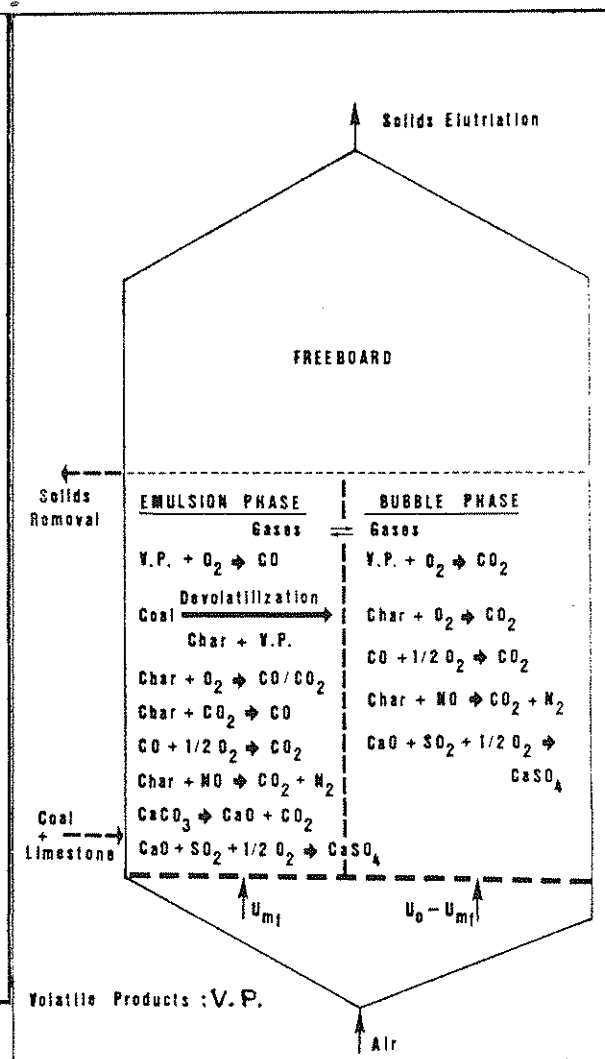 Solids Elutriation
FREEBOARD
Solids
Removal
EMULSION PHASE
BUBBLE PHASE
Gases ⇌ Gases
V.P. + O₂ → CO
Coal Devolatilization →
Char + V.P.
Char + O₂ → CO/CO₂
Char + CO₂ → CO
CO + 1/2 O₂ → CO₂
Char + NO → CO₂ + N₂
CaCO₃ → CaO + CO₂
CaO + SO₂ + 1/2 O₂ → CaSO₄
V.P. + O₂ → CO₂
Char + O₂ → CO₂
CO + 1/2 O₂ → CO₂
Char + NO → CO₂ + N₂
CaO + SO₂ + 1/2 O₂ →
CaSO₄
Coal
+
Limestone
Umf
Uo - Umf
Volatile Products : V.P.
Air